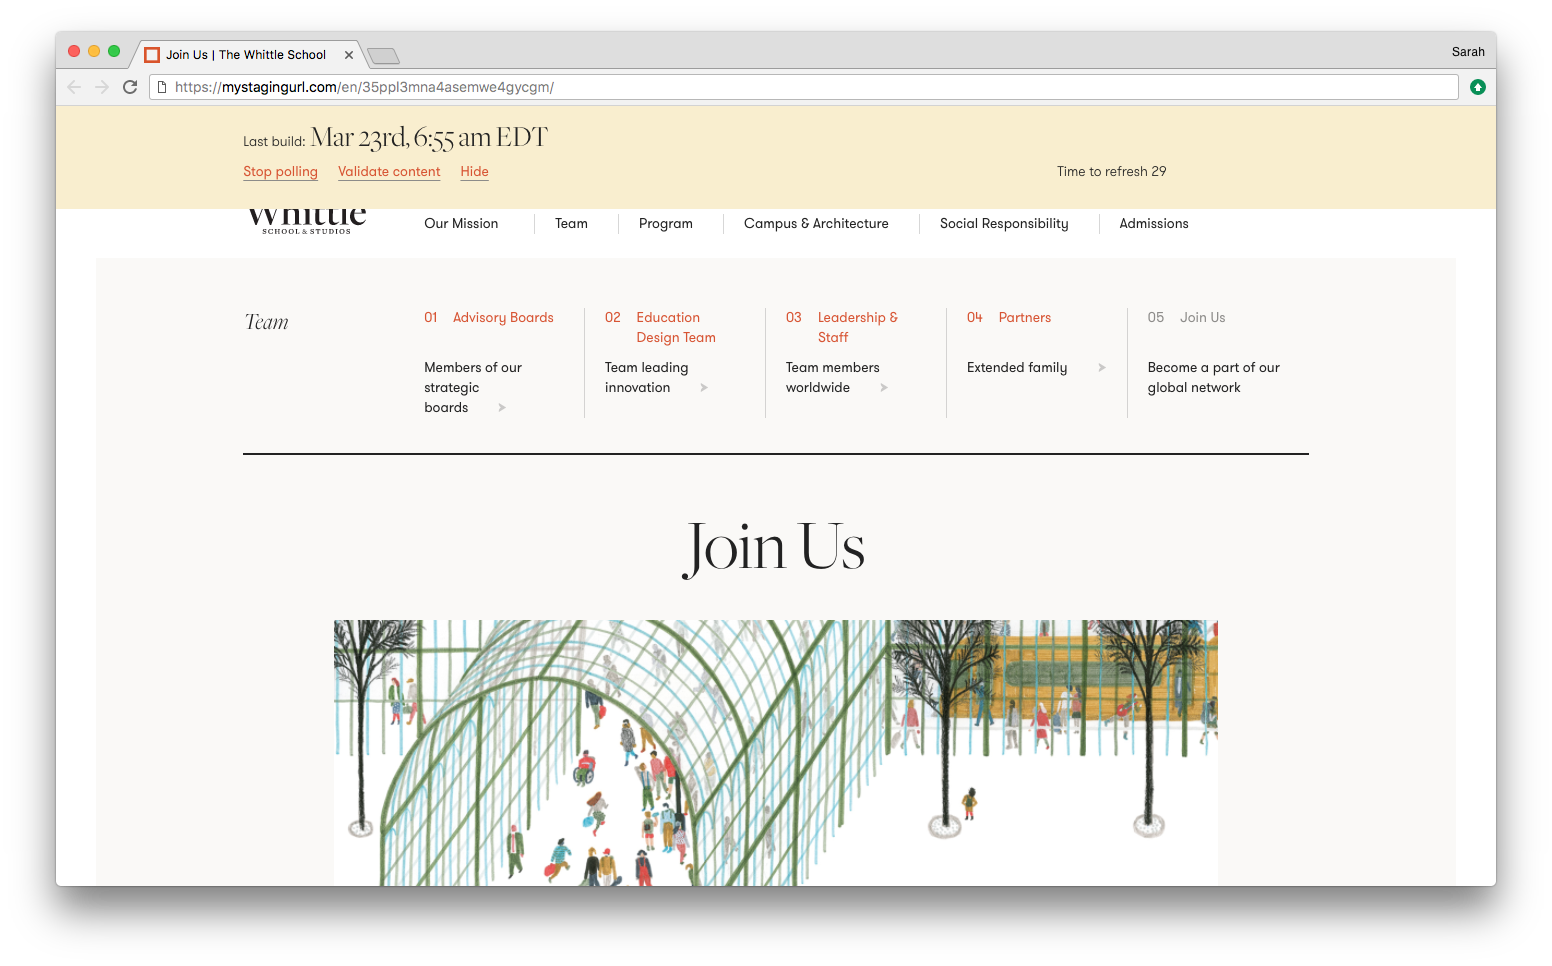 Join Us | The Whittle School
Sarah
https://mystagingurl.com/en/35ppl3mna4asemwe4gycgm/
Last build: Mar 23rd, 6:55 am EDT
Stop polling Validate content Hide
Time to refresh 29
Whittle
SCHOOL & STUDIOS
Our Mission Team Program Campus & Architecture Social Responsibility Admissions
Team
01 Advisory Boards
Members of our
strategic
boards
02 Education
Design Team
Team leading
innovation
03 Leadership &
Staff
Team members
worldwide
04 Partners
Extended family
05 Join Us
Become a part of our
global network
Join Us